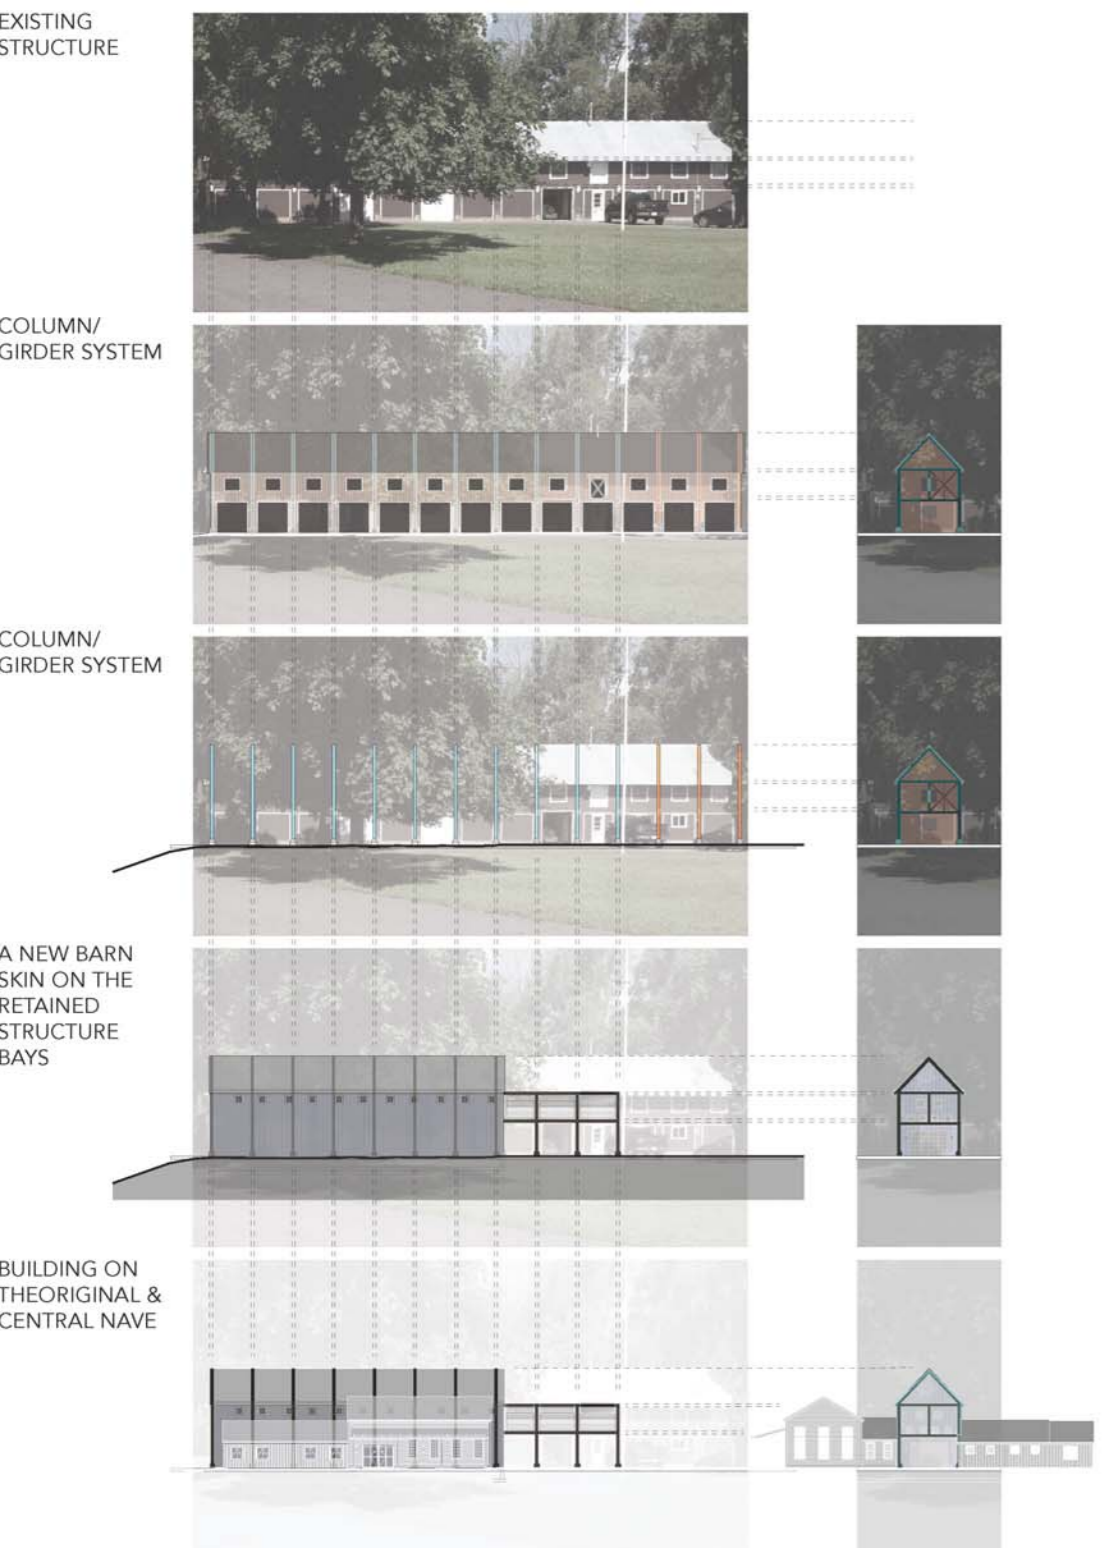 EXISTING
STRUCTURE
COLUMN/
GIRDER SYSTEM
COLUMN/
GIRDER SYSTEM
A NEW BARN
SKIN ON THE
RETAINED
STRUCTURE
BAYS
BUILDING ON
THEORIGINAL &
CENTRAL NAVE